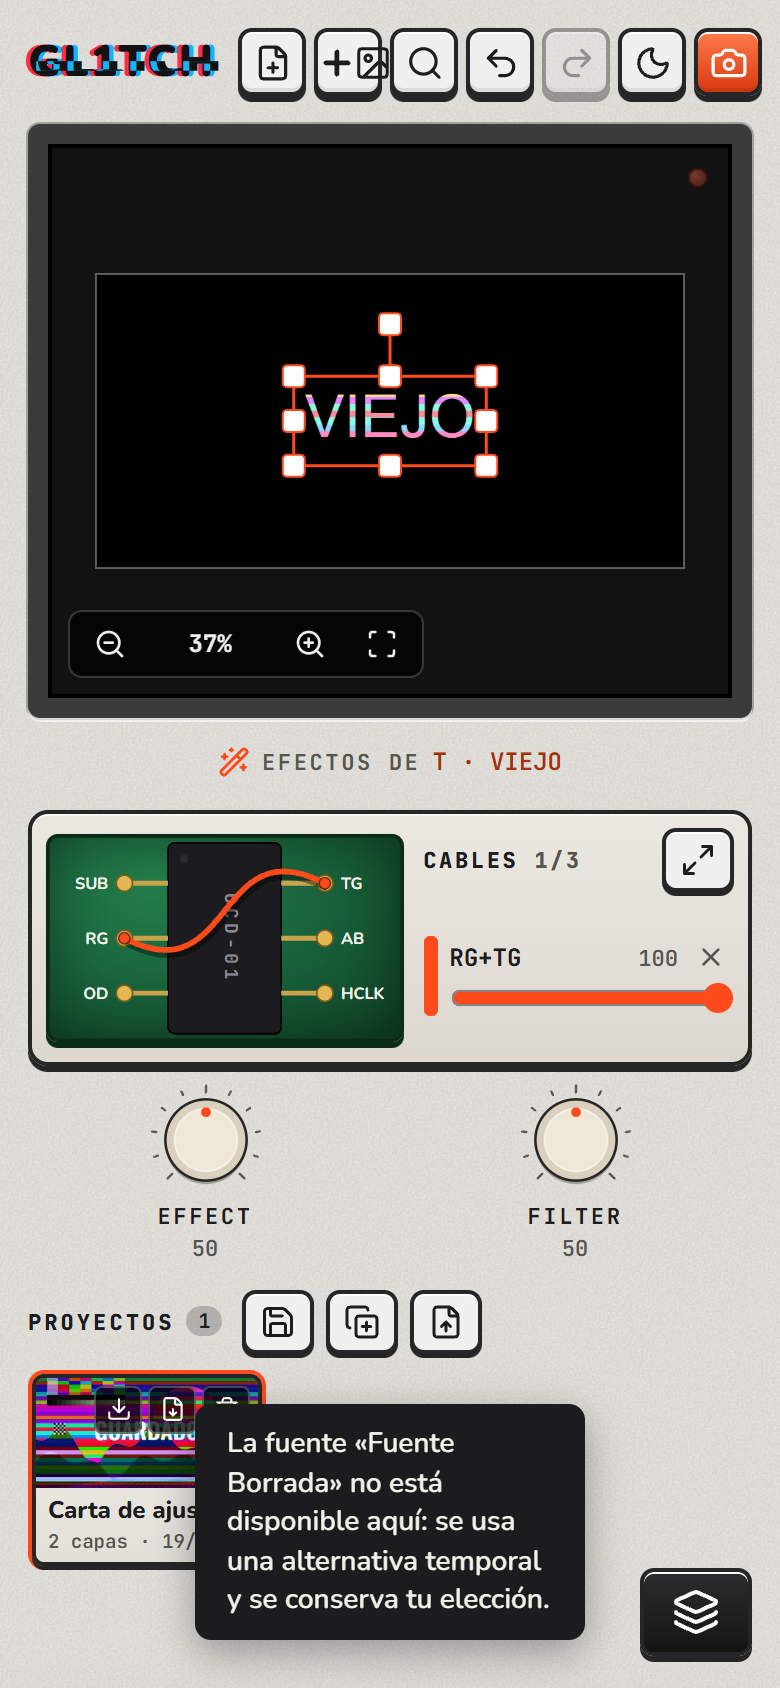 GL1TCH
VIEJO
37%
EFECTOS DE T · VIEJO
SUB
TG
RG
AB
OD
HCLK
CCD-01
CABLES 1/3
RG+TG 100
EFFECT
50
FILTER
50
PROYECTOS 1
Carta de ajus
2 capas · 19/
La fuente «Fuente
Borrada» no está
disponible aquí: se usa
una alternativa temporal
y se conserva tu elección.